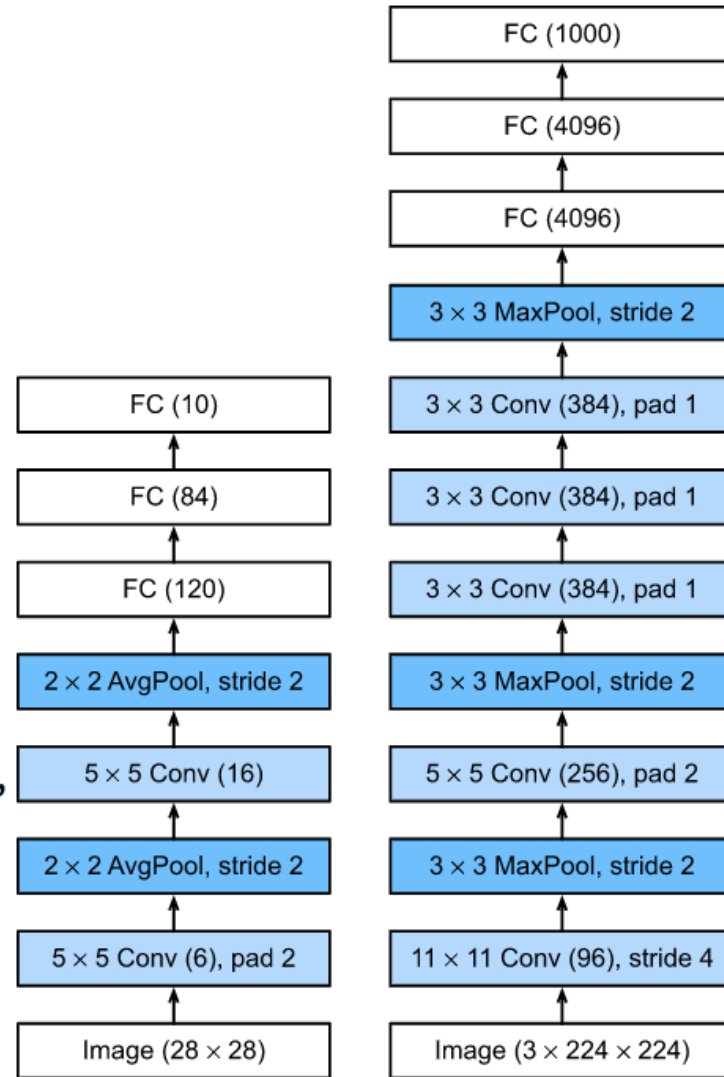 FC (10)
FC (84)
FC (120)
2 × 2 AvgPool, stride 2
5 × 5 Conv (16)
,
2 × 2 AvgPool, stride 2
5 × 5 Conv (6), pad 2
Image (28 × 28)
FC (1000)
FC (4096)
FC (4096)
3 × 3 MaxPool, stride 2
3 × 3 Conv (384), pad 1
3 × 3 Conv (384), pad 1
3 × 3 Conv (384), pad 1
3 × 3 MaxPool, stride 2
5 × 5 Conv (256), pad 2
3 × 3 MaxPool, stride 2
11 × 11 Conv (96), stride 4
Image (3 × 224 × 224)